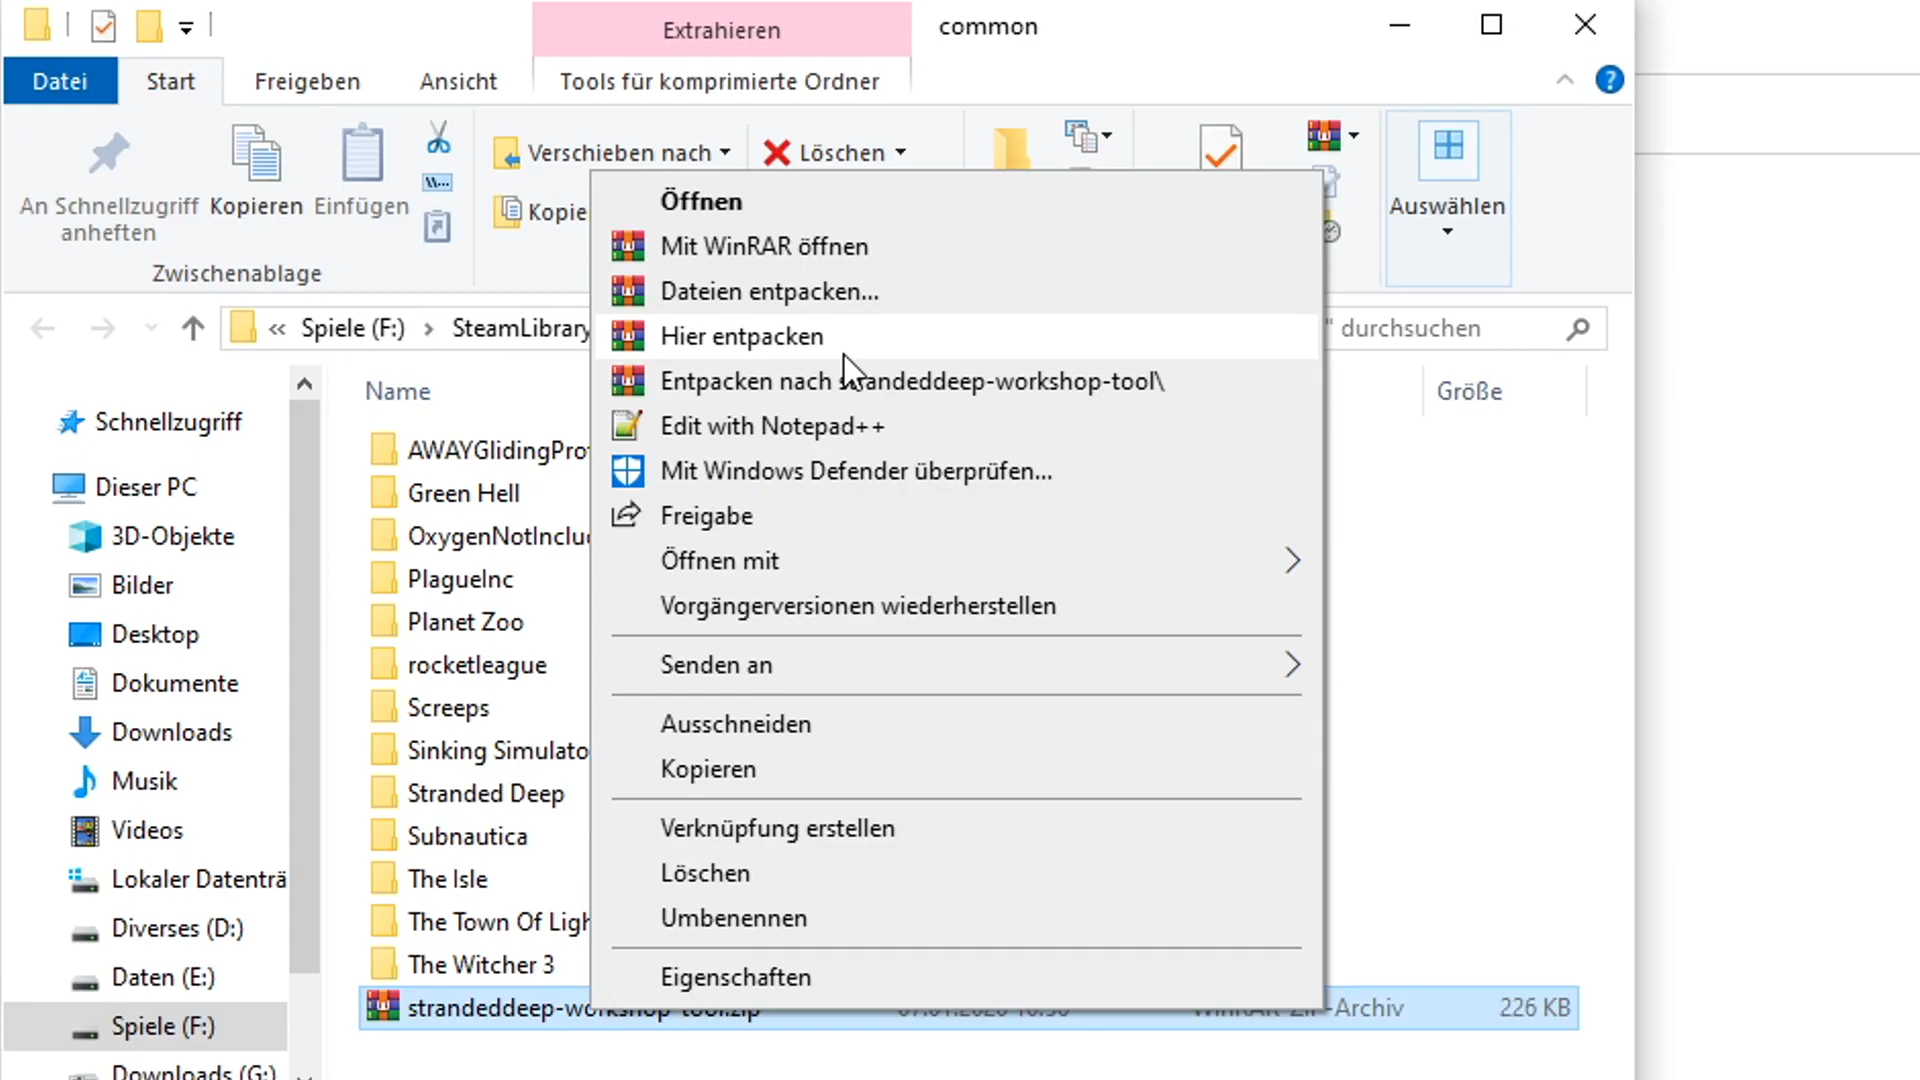 Extrahieren
common
Datei
Start
Freigeben
Ansicht
Tools für komprimierte Ordner
An Schnellzugriff
anheften
Kopieren
Einfügen
Verschieben nach
Löschen
Auswählen
Zwischenablage
« Spiele (F:) › SteamLibrary
" durchsuchen
Öffnen
Mit WinRAR öffnen
Dateien entpacken...
Hier entpacken
Entpacken nach strandeddeep-workshop-tool\
Edit with Notepad++
Mit Windows Defender überprüfen...
Freigabe
Öffnen mit
Vorgängerversionen wiederherstellen
Senden an
Ausschneiden
Kopieren
Verknüpfung erstellen
Löschen
Umbenennen
Eigenschaften
Schnellzugriff
Dieser PC
3D-Objekte
Bilder
Desktop
Dokumente
Downloads
Musik
Videos
Lokaler Datenträ
Diverses (D:)
Daten (E:)
Spiele (F:)
Downloads (G:)
Name
Größe
AWAYGlidingPro
Green Hell
OxygenNotInclu
PlagueInc
Planet Zoo
rocketleague
Screeps
Sinking Simulato
Stranded Deep
Subnautica
The Isle
The Town Of Ligh
The Witcher 3
strandeddeep-workshop-tool.zip
-Archiv
226 KB